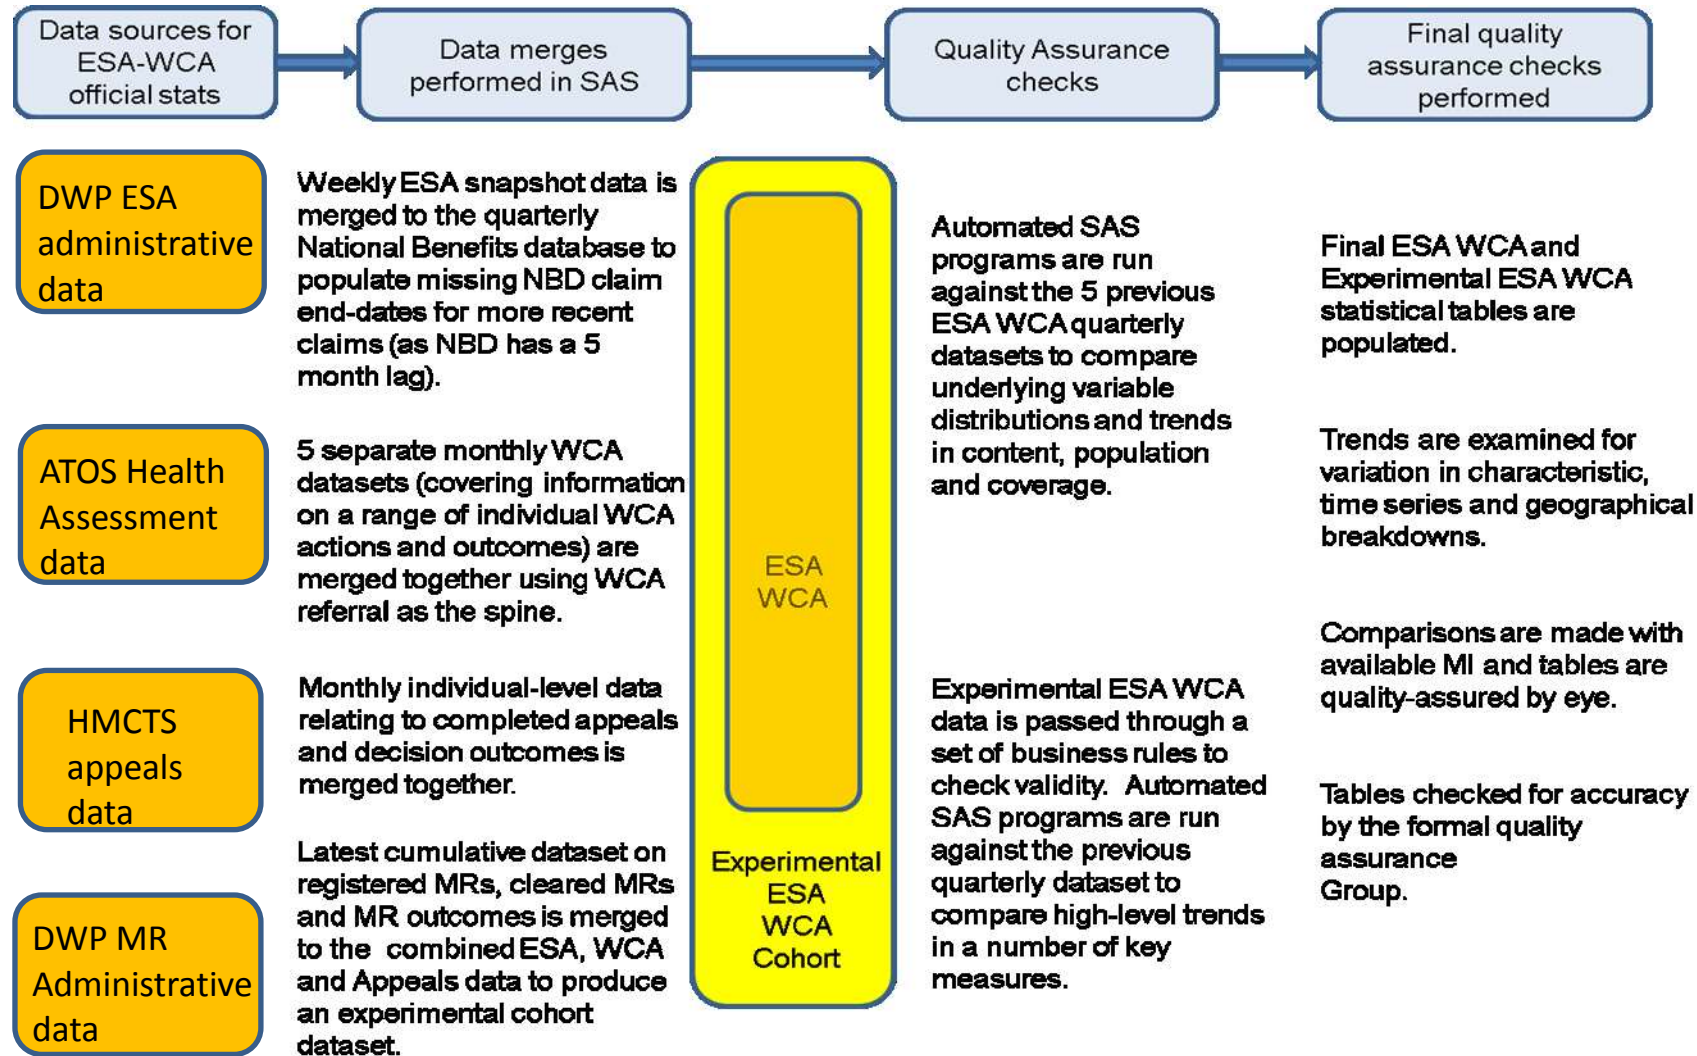 Data sources for
ESA-WCA
official stats
Data merges
performed in SAS
Quality Assurance
checks
Final quality
assurance checks
performed
DWP ESA
administrative
data
Weekly ESA snapshot data is
merged to the quarterly
National Benefits database to
populate missing NBD claim
end-dates for more recent
claims (as NBD has a 5
month lag).
ATOS Health
Assessment
data
5 separate monthly WCA
datasets (covering information
on a range of individual WCA
actions and outcomes) are
merged together using WCA
referral as the spine.
HMCTS
appeals
data
Monthly individual-level data
relating to completed appeals
and decision outcomes is
merged together.
DWP MR
Administrative
data
Latest cumulative dataset on
registered MRs, cleared MRs
and MR outcomes is merged
to the combined ESA, WCA
and Appeals data to produce
an experimental cohort
dataset.
ESA
WCA
Experimental
ESA
WCA
Cohort
Automated SAS
programs are run
against the 5 previous
ESA WCA quarterly
datasets to compare
underlying variable
distributions and trends
in content, population
and coverage.
Experimental ESA WCA
data is passed through a
set of business rules to
check validity. Automated
SAS programs are run
against the previous
quarterly dataset to
compare high-level trends
in a number of key
measures.
Final ESA WCA and
Experimental ESA WCA
statistical tables are
populated.
Trends are examined for
variation in characteristic,
time series and geographical
breakdowns.
Comparisons are made with
available MI and tables are
quality-assured by eye.
Tables checked for accuracy
by the formal quality
assurance
Group.